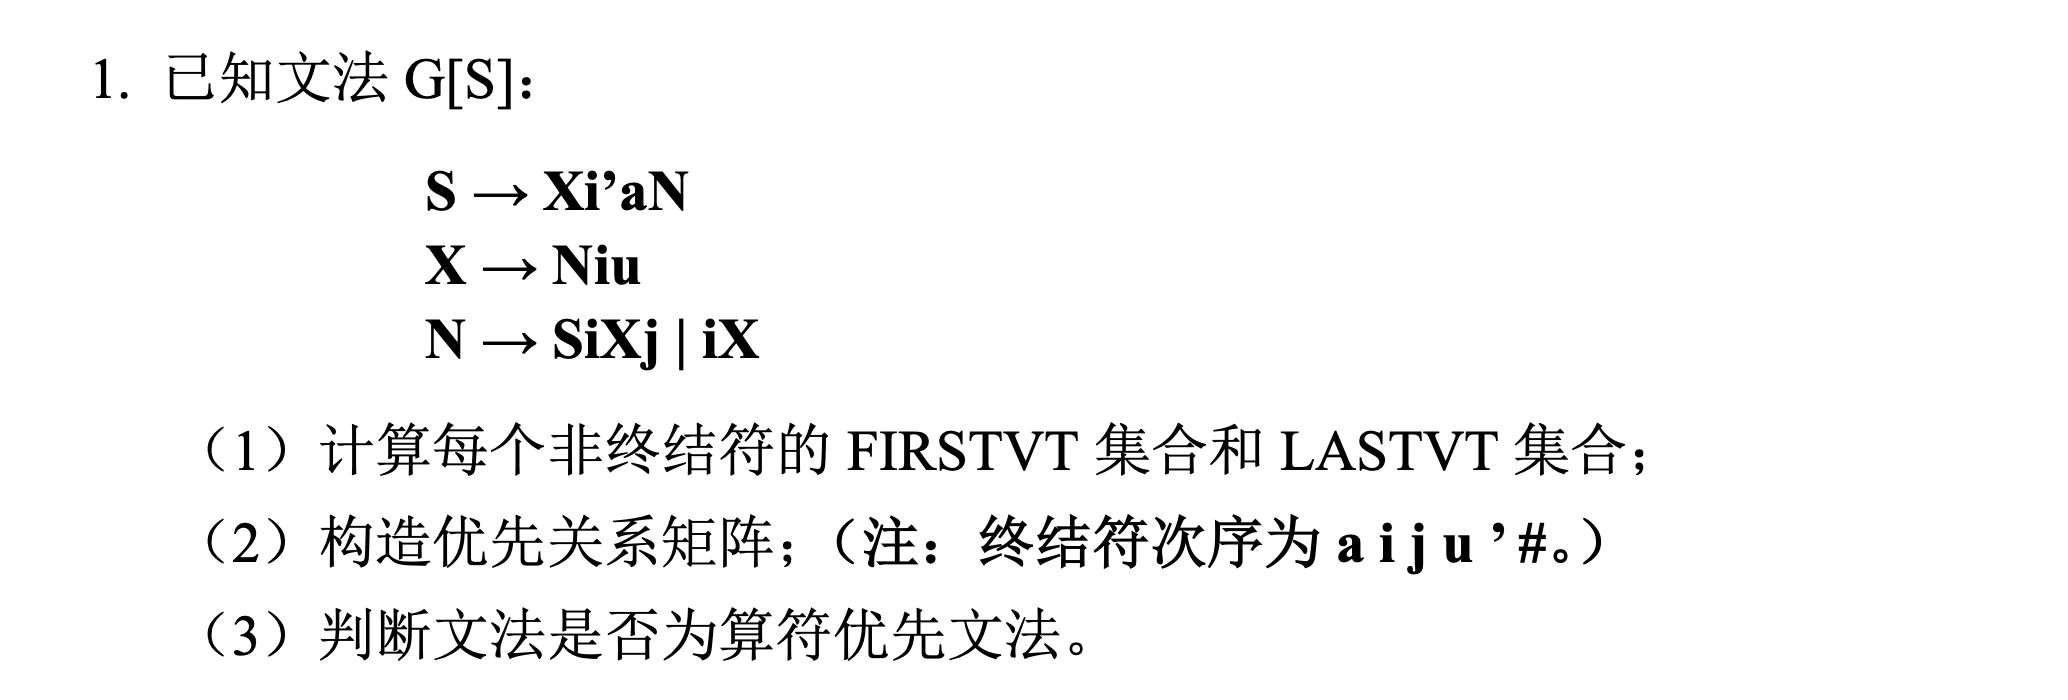 1. 已知文法 G[S]：
S → Xi’aN
X → Niu
N → SiXj | iX
（1）计算每个非终结符的 FIRSTVT 集合和 LASTVT 集合；
（2）构造优先关系矩阵；（注：终结符次序为 a i j u ’ #。）
（3）判断文法是否为算符优先文法。